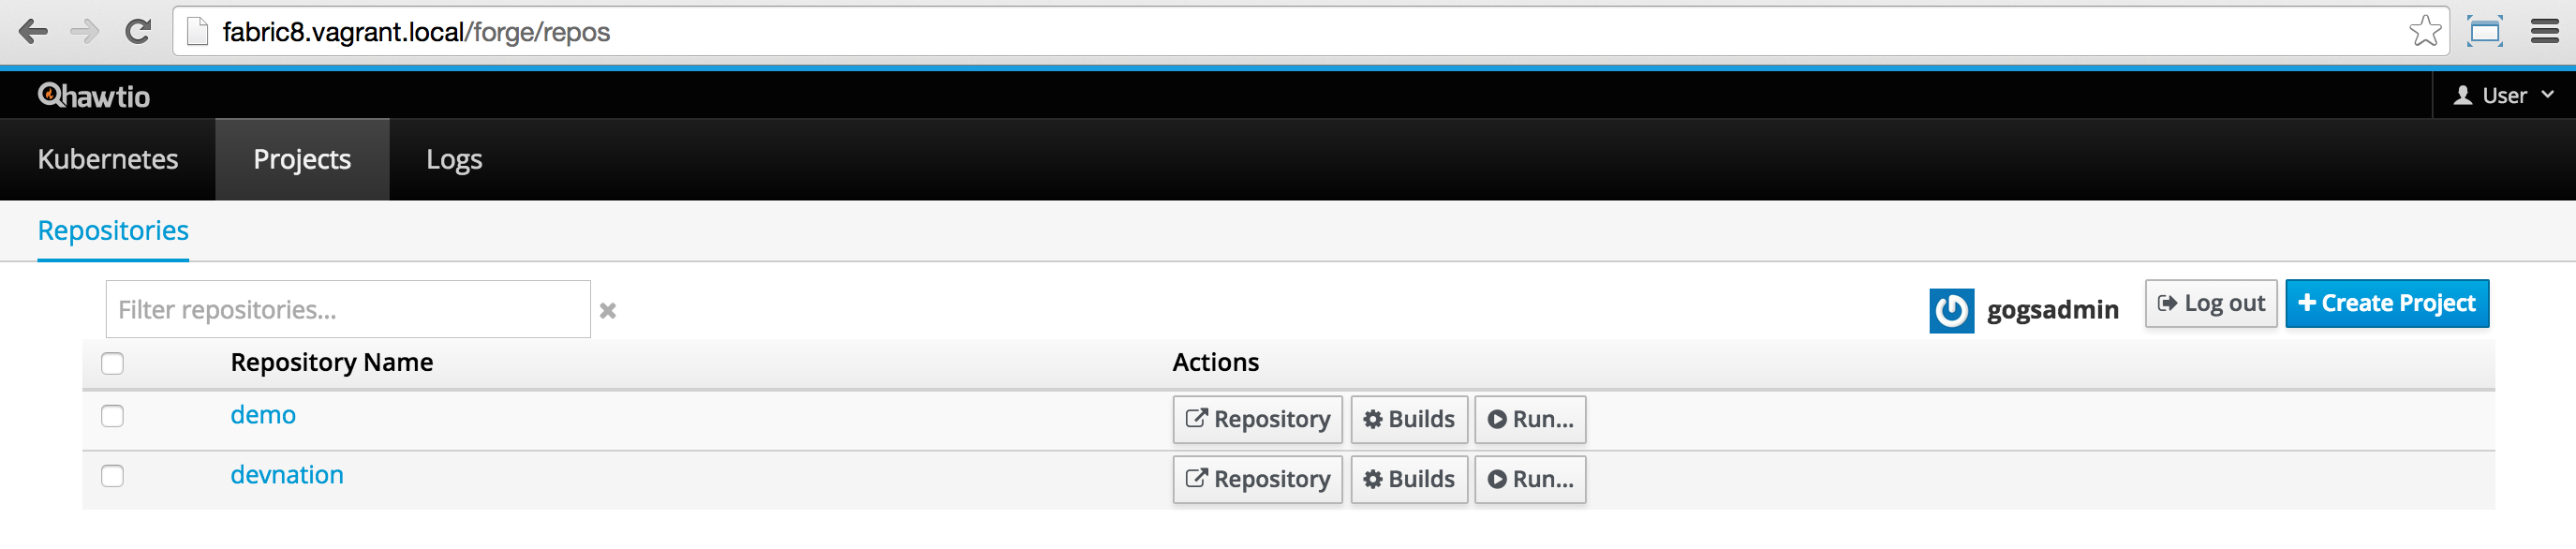 fabric8.vagrant.local/forge/repos
hawtio
User
Kubernetes Projects Logs
Repositories
Filter repositories...
gogsadmin Log out Create Project
Repository Name Actions
demo Repository Builds Run...
devnation Repository Builds Run...